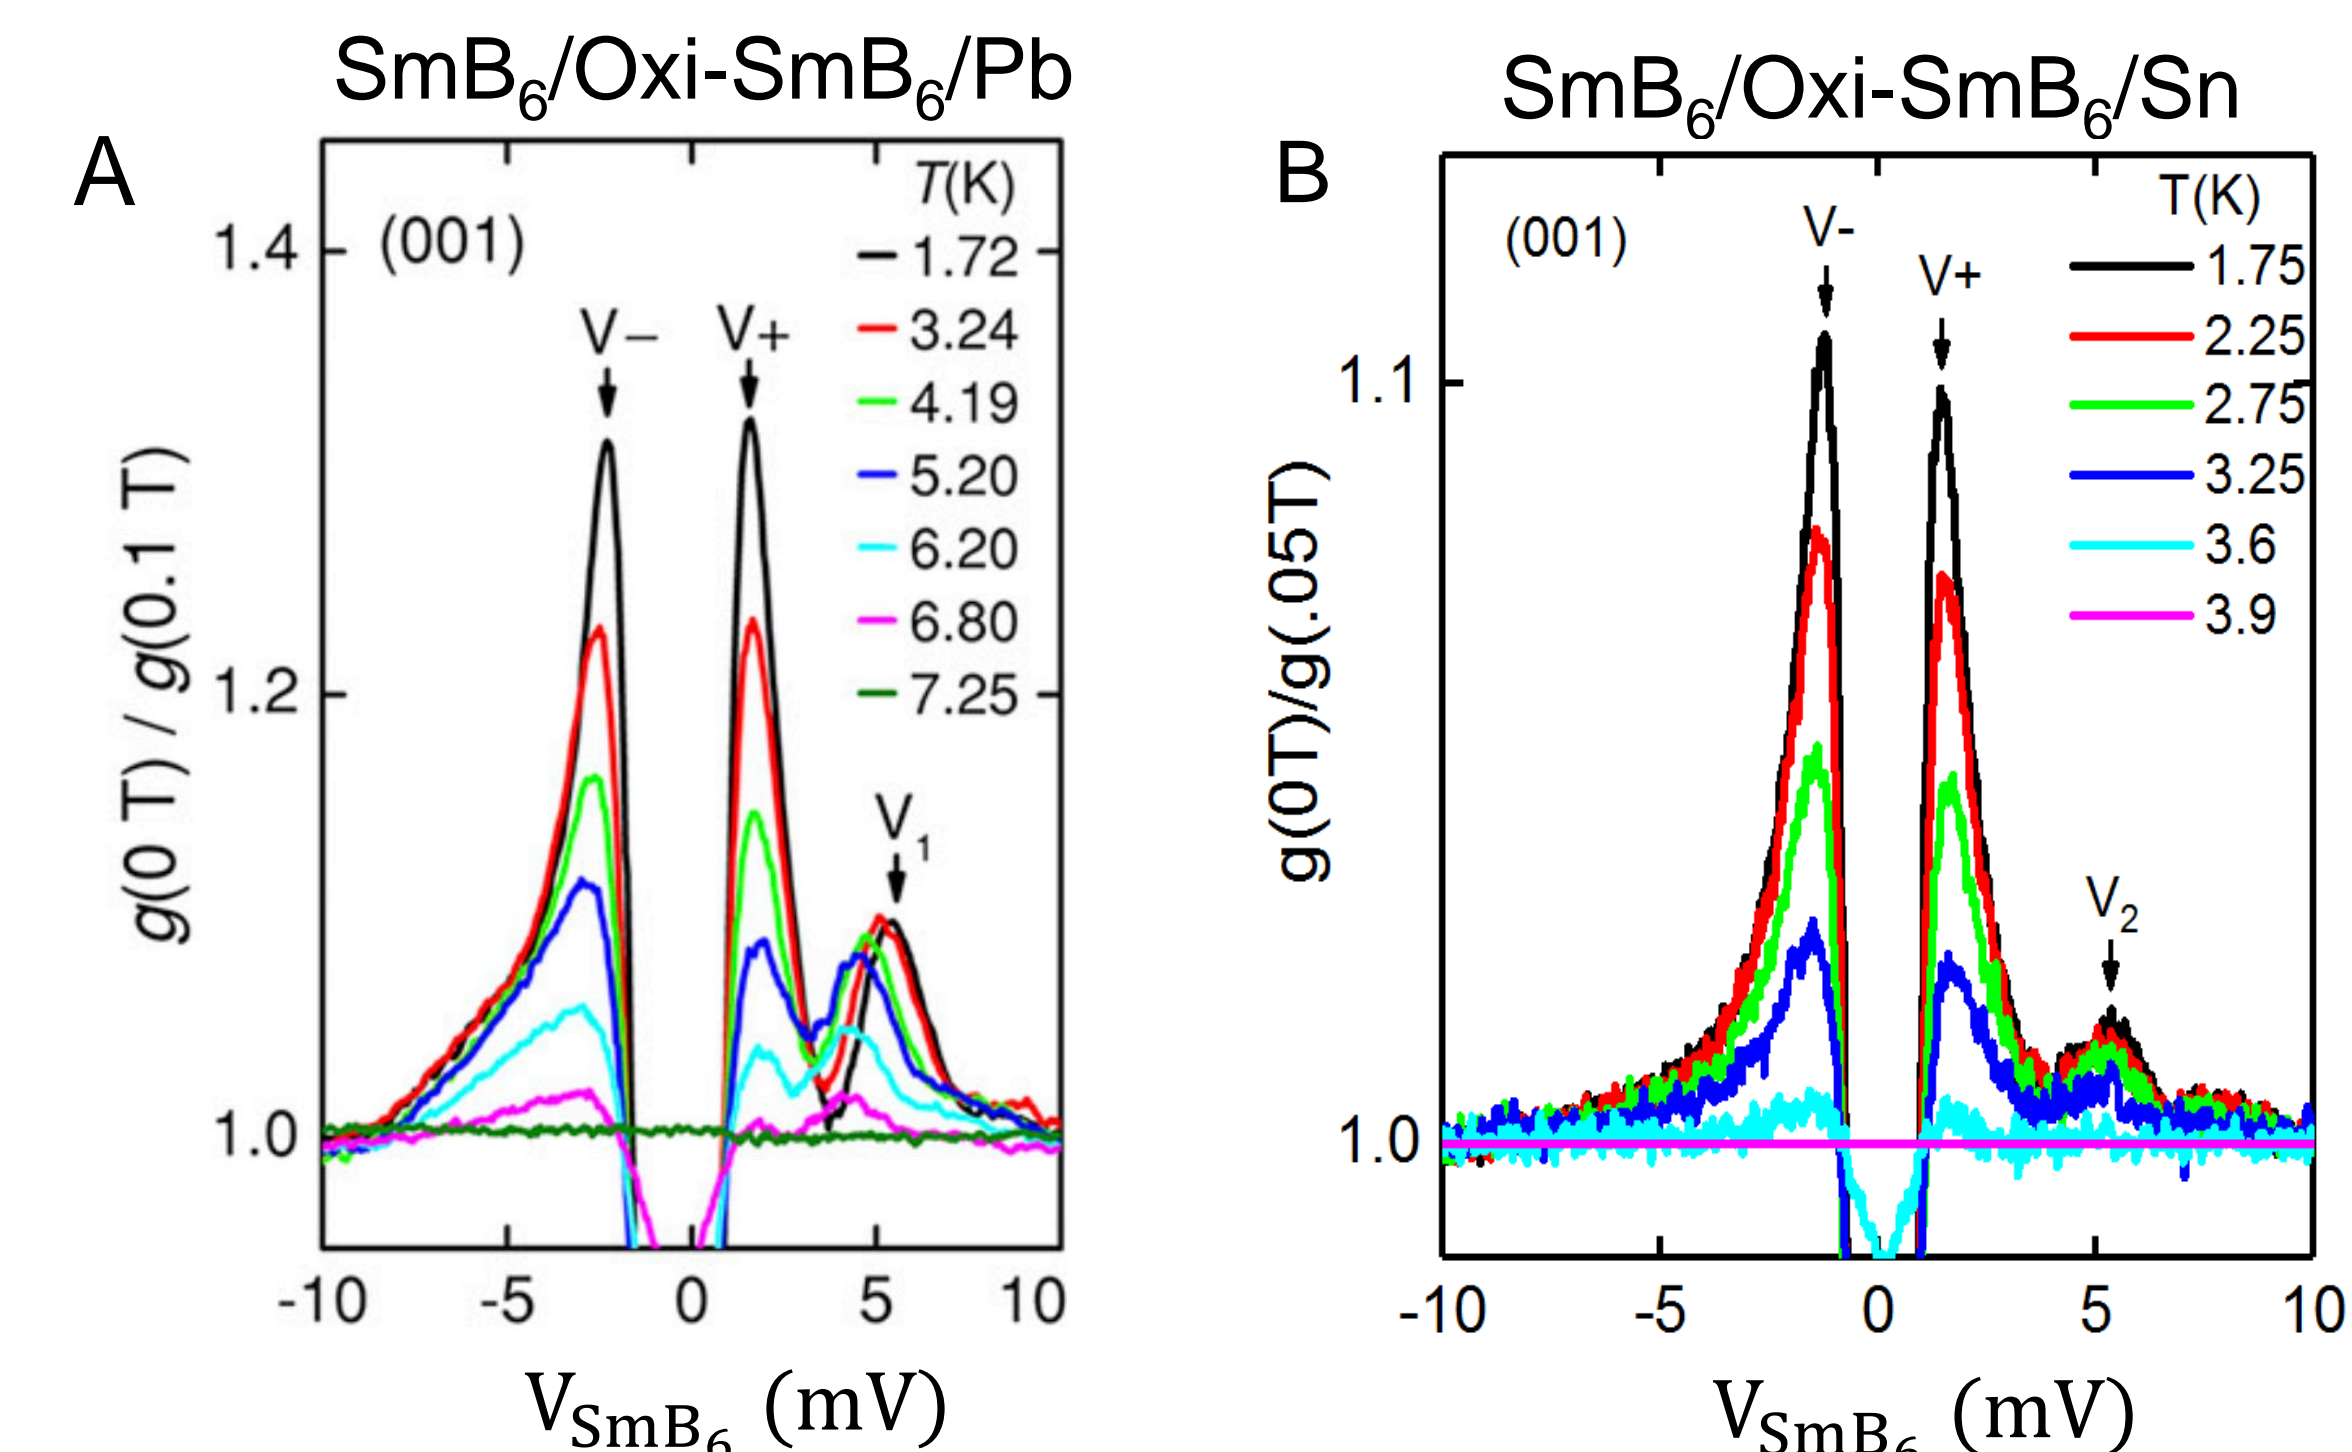 SmB6/Oxi-SmB6/Pb
A
T(K)
(001)
1.4
1.72
3.24
4.19
5.20
6.20
6.80
7.25
V−
V+
V1
1.2
1.0
g(0 T) / g(0.1 T)
-10 -5 0 5 10
VSmB6 (mV)
SmB6/Oxi-SmB6/Sn
B
T(K)
(001)
V-
V+
1.75
2.25
2.75
3.25
3.6
3.9
1.1
V2
1.0
g(0T)/g(.05T)
-10 -5 0 5 10
VSmB6 (mV)